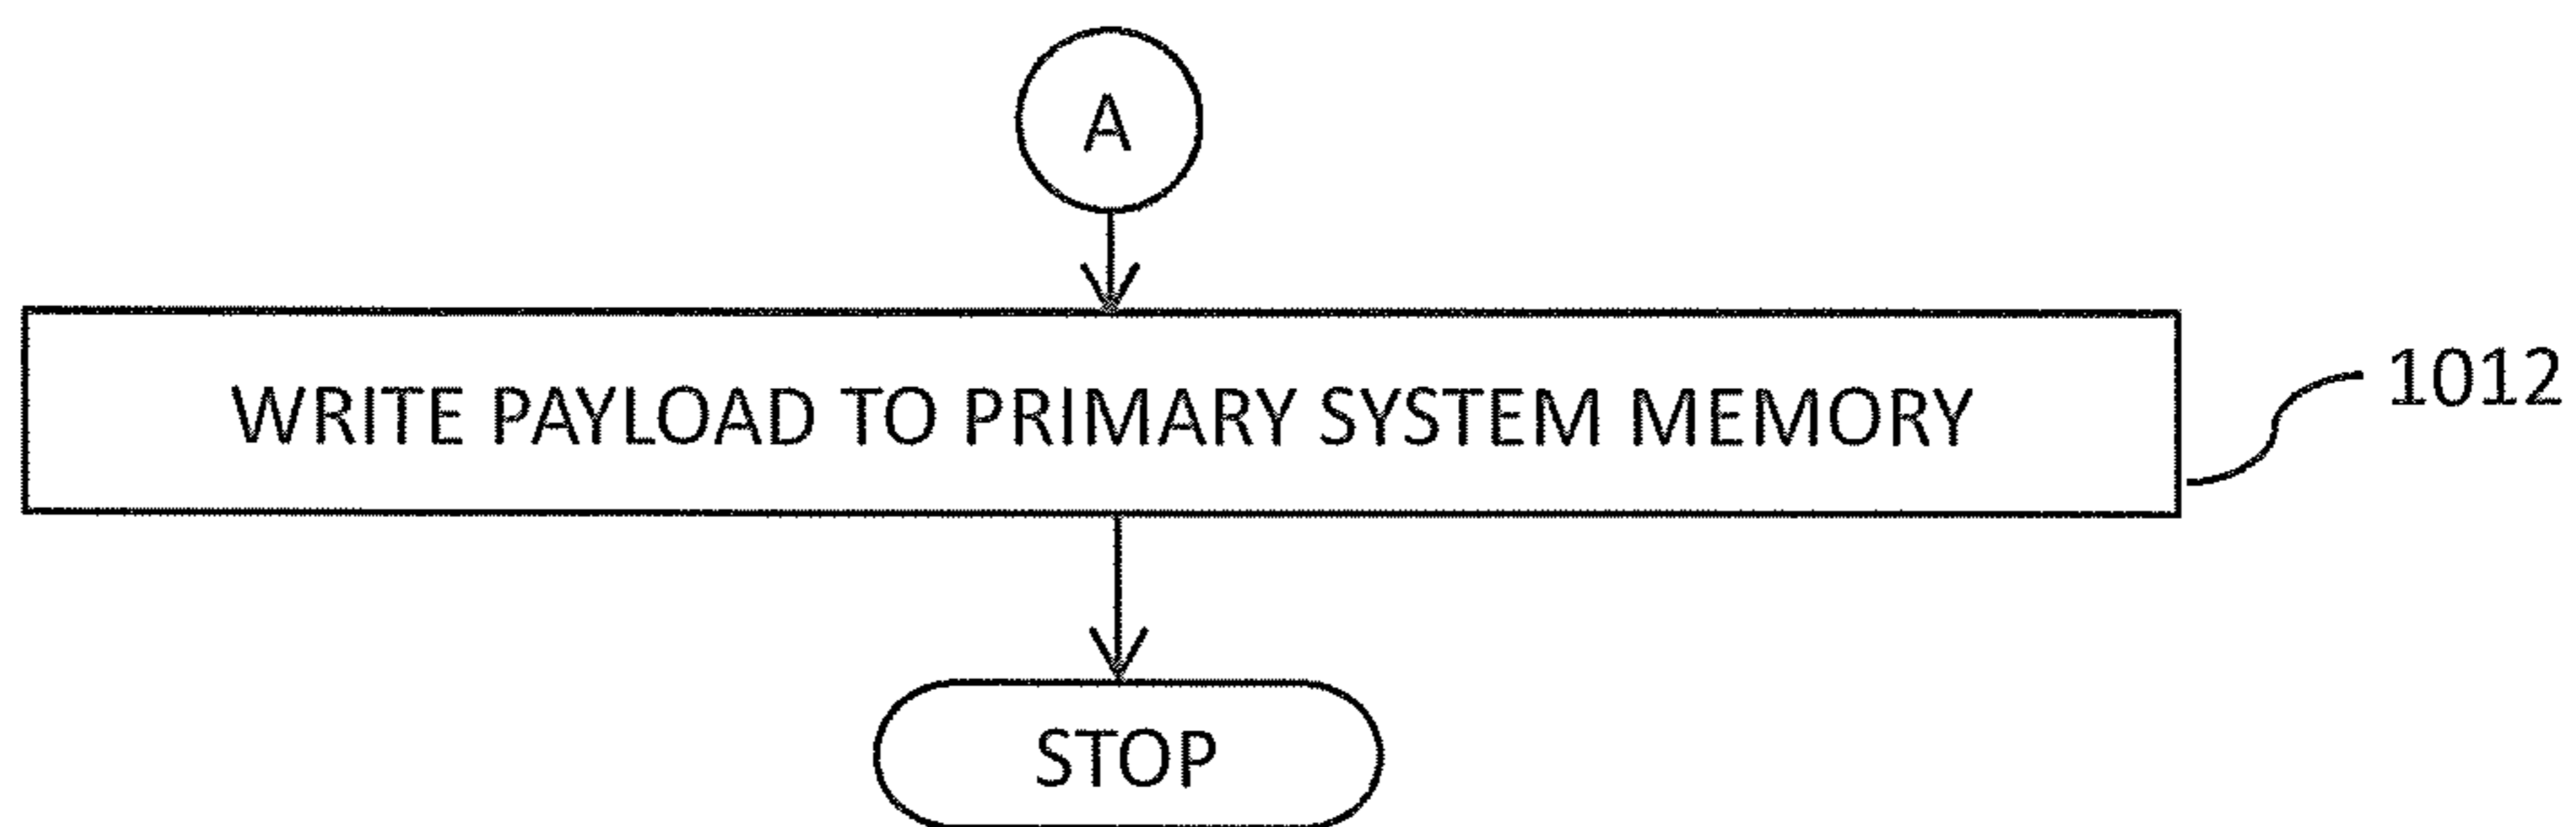 A
WRITE PAYLOAD TO PRIMARY SYSTEM MEMORY
1012
STOP